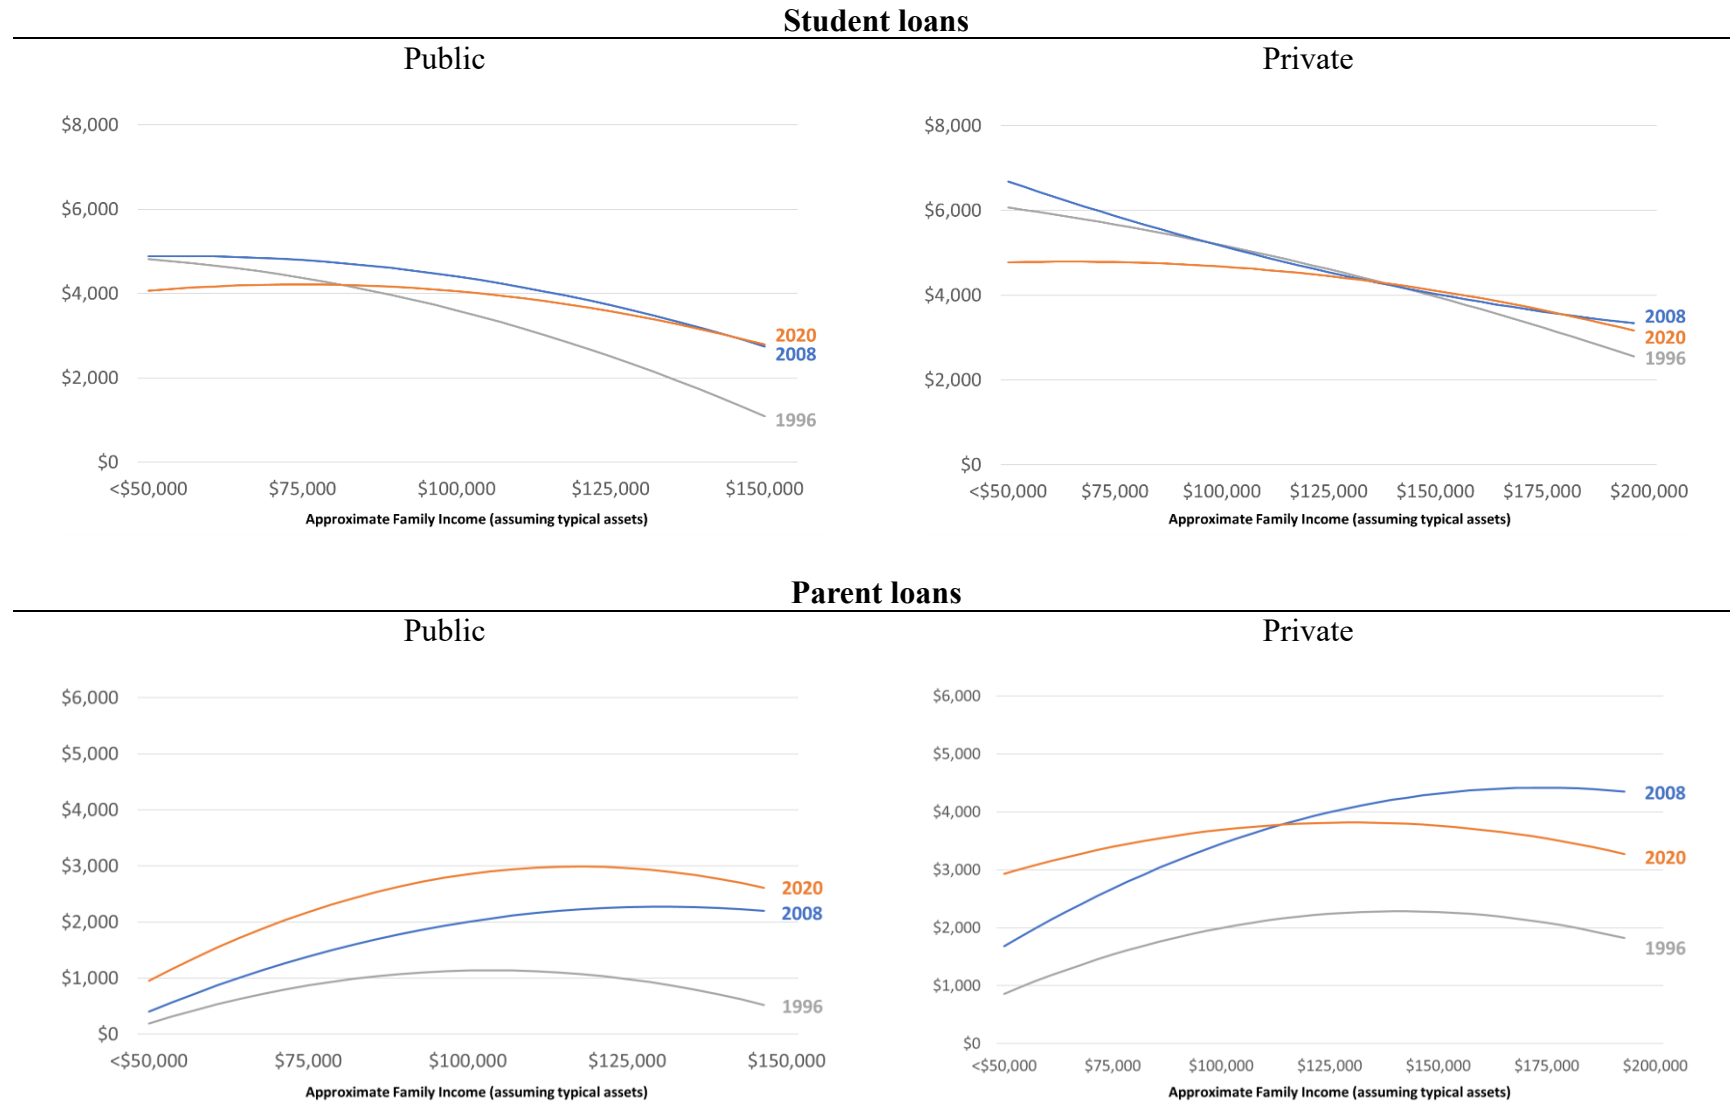 Student loans
Public
$8,000
$6,000
$4,000
$2,000
$0
2020
2008
1996
<$50,000 $75,000 $100,000 $125,000 $150,000
Approximate Family Income (assuming typical assets)
Private
$8,000
$6,000
$4,000
$2,000
$0
2008
2020
1996
<$50,000 $75,000 $100,000 $125,000 $150,000 $175,000 $200,000
Approximate Family Income (assuming typical assets)
Parent loans
Public
$6,000
$5,000
$4,000
$3,000
$2,000
$1,000
$0
2020
2008
1996
<$50,000 $75,000 $100,000 $125,000 $150,000
Approximate Family Income (assuming typical assets)
Private
$6,000
$5,000
$4,000
$3,000
$2,000
$1,000
$0
2008
2020
1996
<$50,000 $75,000 $100,000 $125,000 $150,000 $175,000 $200,000
Approximate Family Income (assuming typical assets)